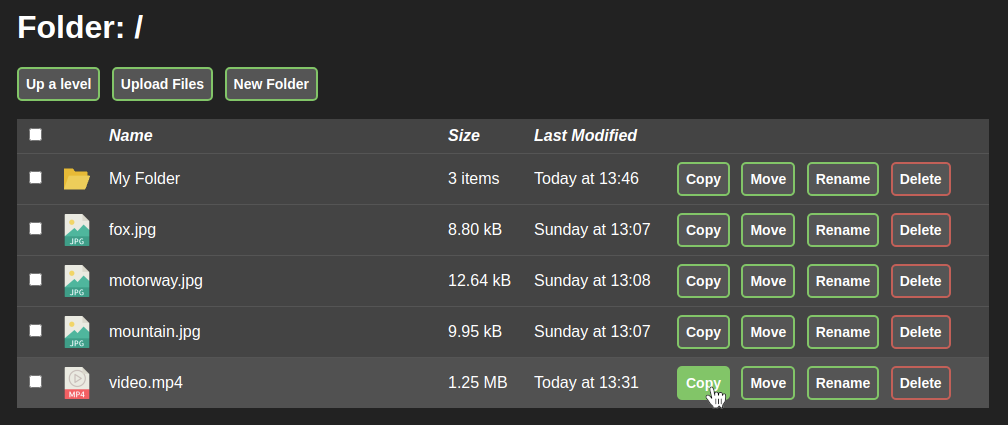 Folder: /
Up a level Upload Files New Folder
Name Size Last Modified
My Folder 3 items Today at 13:46 Copy Move Rename Delete
JPG fox.jpg 8.80 kB Sunday at 13:07 Copy Move Rename Delete
JPG motorway.jpg 12.64 kB Sunday at 13:08 Copy Move Rename Delete
JPG mountain.jpg 9.95 kB Sunday at 13:07 Copy Move Rename Delete
MP4 video.mp4 1.25 MB Today at 13:31 Copy Move Rename Delete